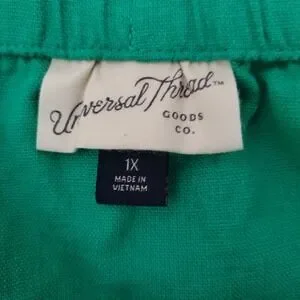 Universal Thread™
GOODS
CO.
1X
MADE IN
VIETNAM